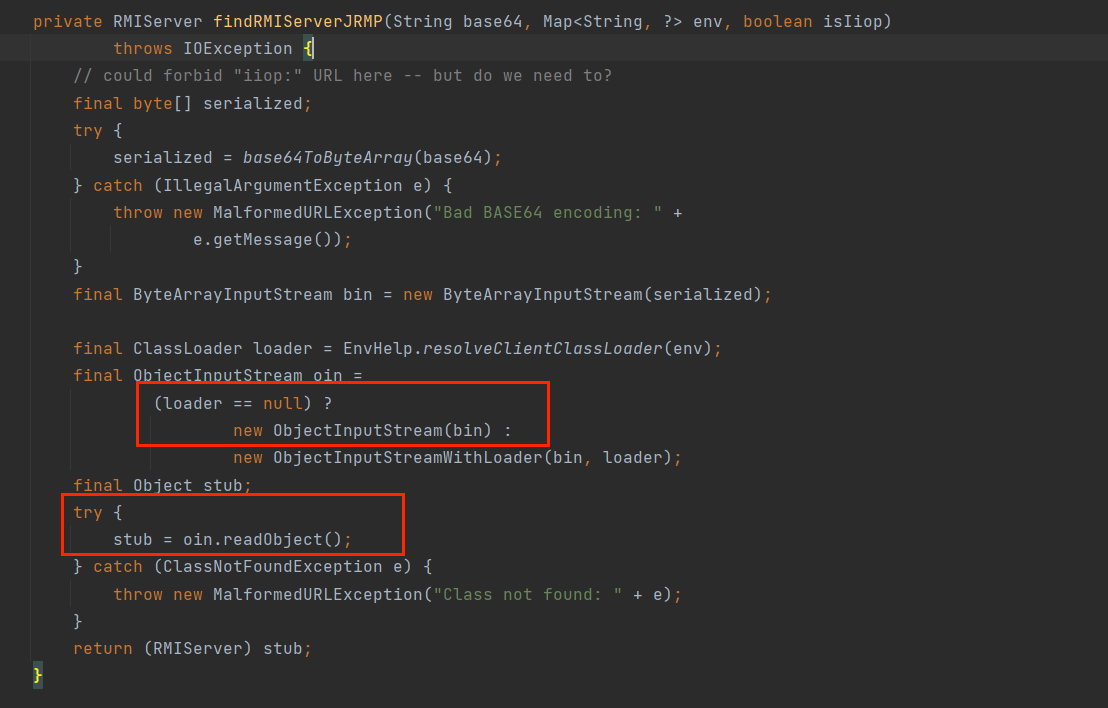 private RMIServer findRMIServerJRMP(String base64, Map<String, ?> env, boolean isIiop)
throws IOException {
// could forbid "iiop:" URL here -- but do we need to?
final byte[] serialized;
try {
serialized = base64ToByteArray(base64);
} catch (IllegalArgumentException e) {
throw new MalformedURLException("Bad BASE64 encoding: " +
e.getMessage());
}
final ByteArrayInputStream bin = new ByteArrayInputStream(serialized);
final ClassLoader loader = EnvHelp.resolveClientClassLoader(env);
final ObjectInputStream oin =
(loader == null) ?
new ObjectInputStream(bin) :
new ObjectInputStreamWithLoader(bin, loader);
final Object stub;
try {
stub = oin.readObject();
} catch (ClassNotFoundException e) {
throw new MalformedURLException("Class not found: " + e);
}
return (RMIServer) stub;
}